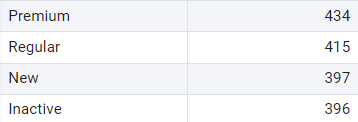 Premium 434
Regular 415
New 397
Inactive 396